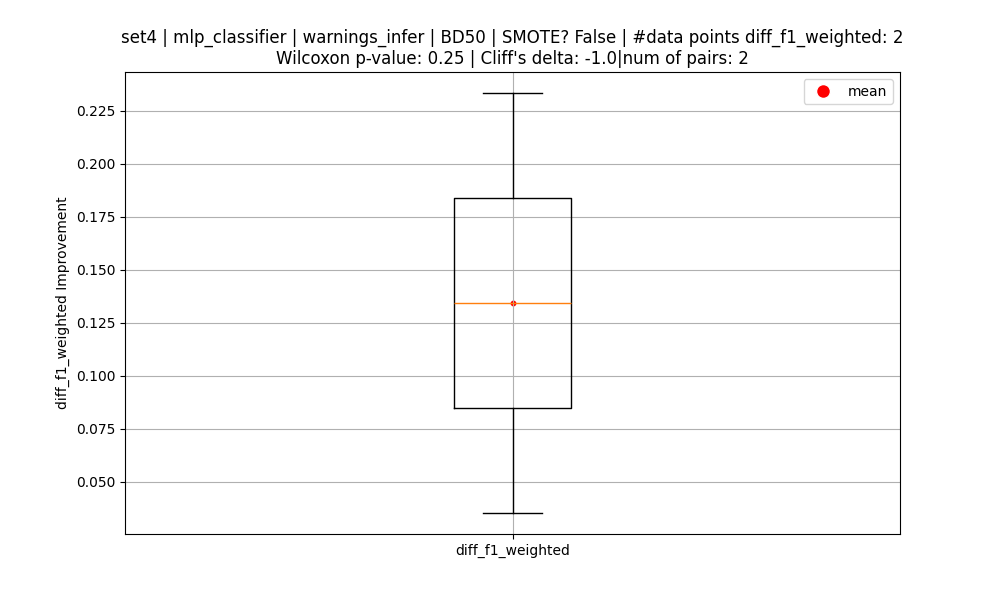 set4 | mlp_classifier | warnings_infer | BD50 | SMOTE? False | #data points diff_f1_weighted: 2
Wilcoxon p-value: 0.25 | Cliff's delta: -1.0|num of pairs: 2
mean
0.225
0.200
0.175
0.150
0.125
0.100
0.075
0.050
diff_f1_weighted Improvement
diff_f1_weighted